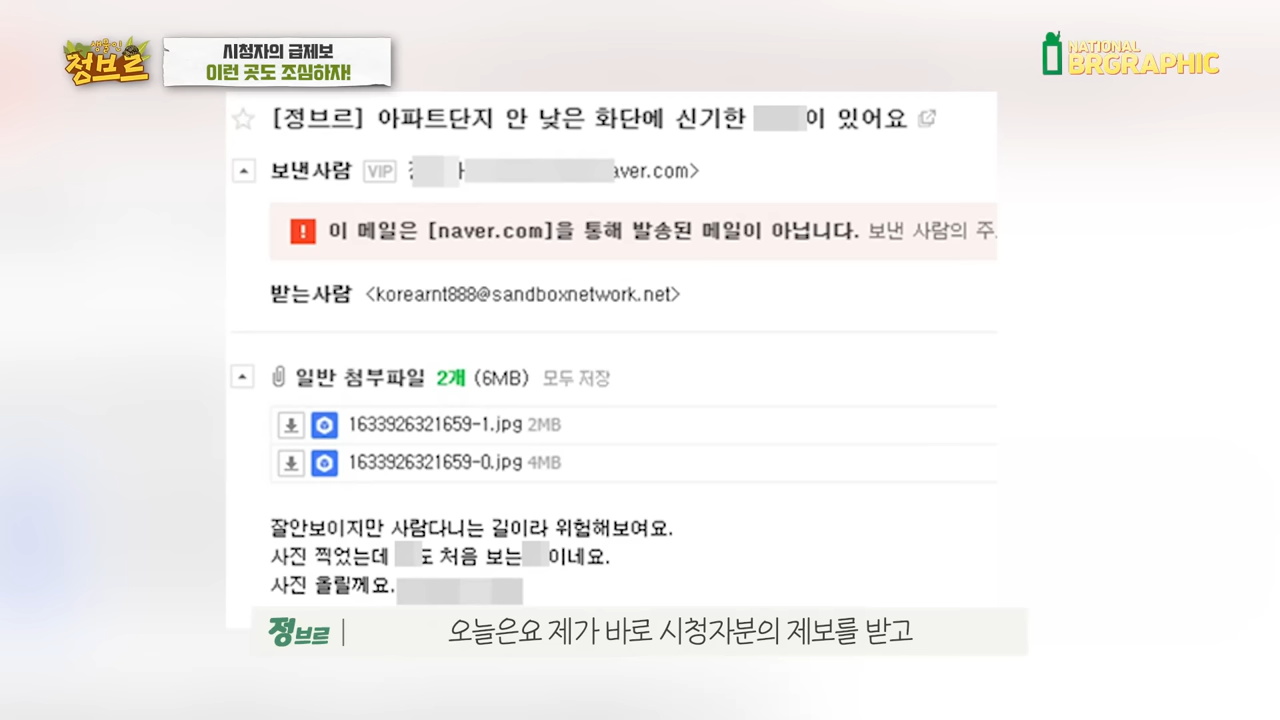 생물인
정브르
시청자의 급제보
이런 곳도 조심하자!
NATIONAL
BRGRAPHIC
[정브르] 아파트단지 안 낮은 화단에 신기한 이 있어요
보낸사람 VIP aver.com>
이 메일은 [naver.com]을 통해 발송된 메일이 아닙니다. 보낸 사람의 주
받는사람 <korearnt888@sandboxnetwork.net>
일반 첨부파일 2개 (6MB) 모두 저장
1633926321659-1.jpg 2MB
1633926321659-0.jpg 4MB
잘안보이지만 사람다니는 길이라 위험해보여요.
사진 찍었는데 도 처음 보는 이네요.
사진 올릴께요.
정브르 | 오늘은요 제가 바로 시청자분의 제보를 받고